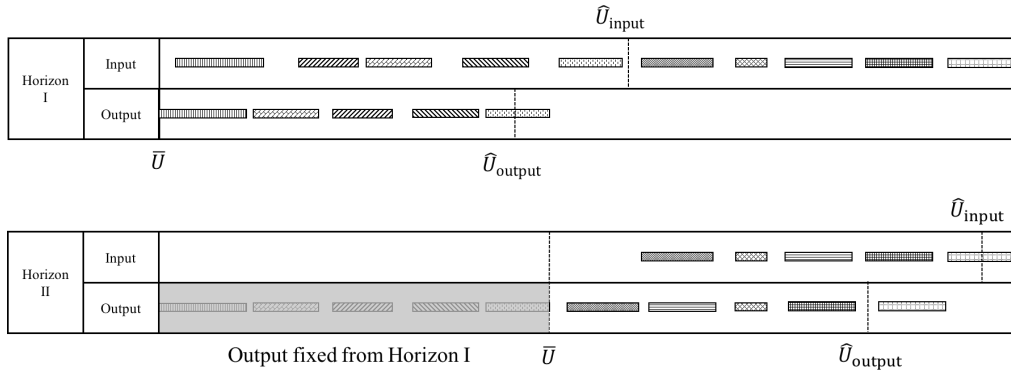 Û_input
Horizon I
Input
Output
U̅
Û_output
Û_input
Horizon II
Input
Output
Output fixed from Horizon I
U̅
Û_output